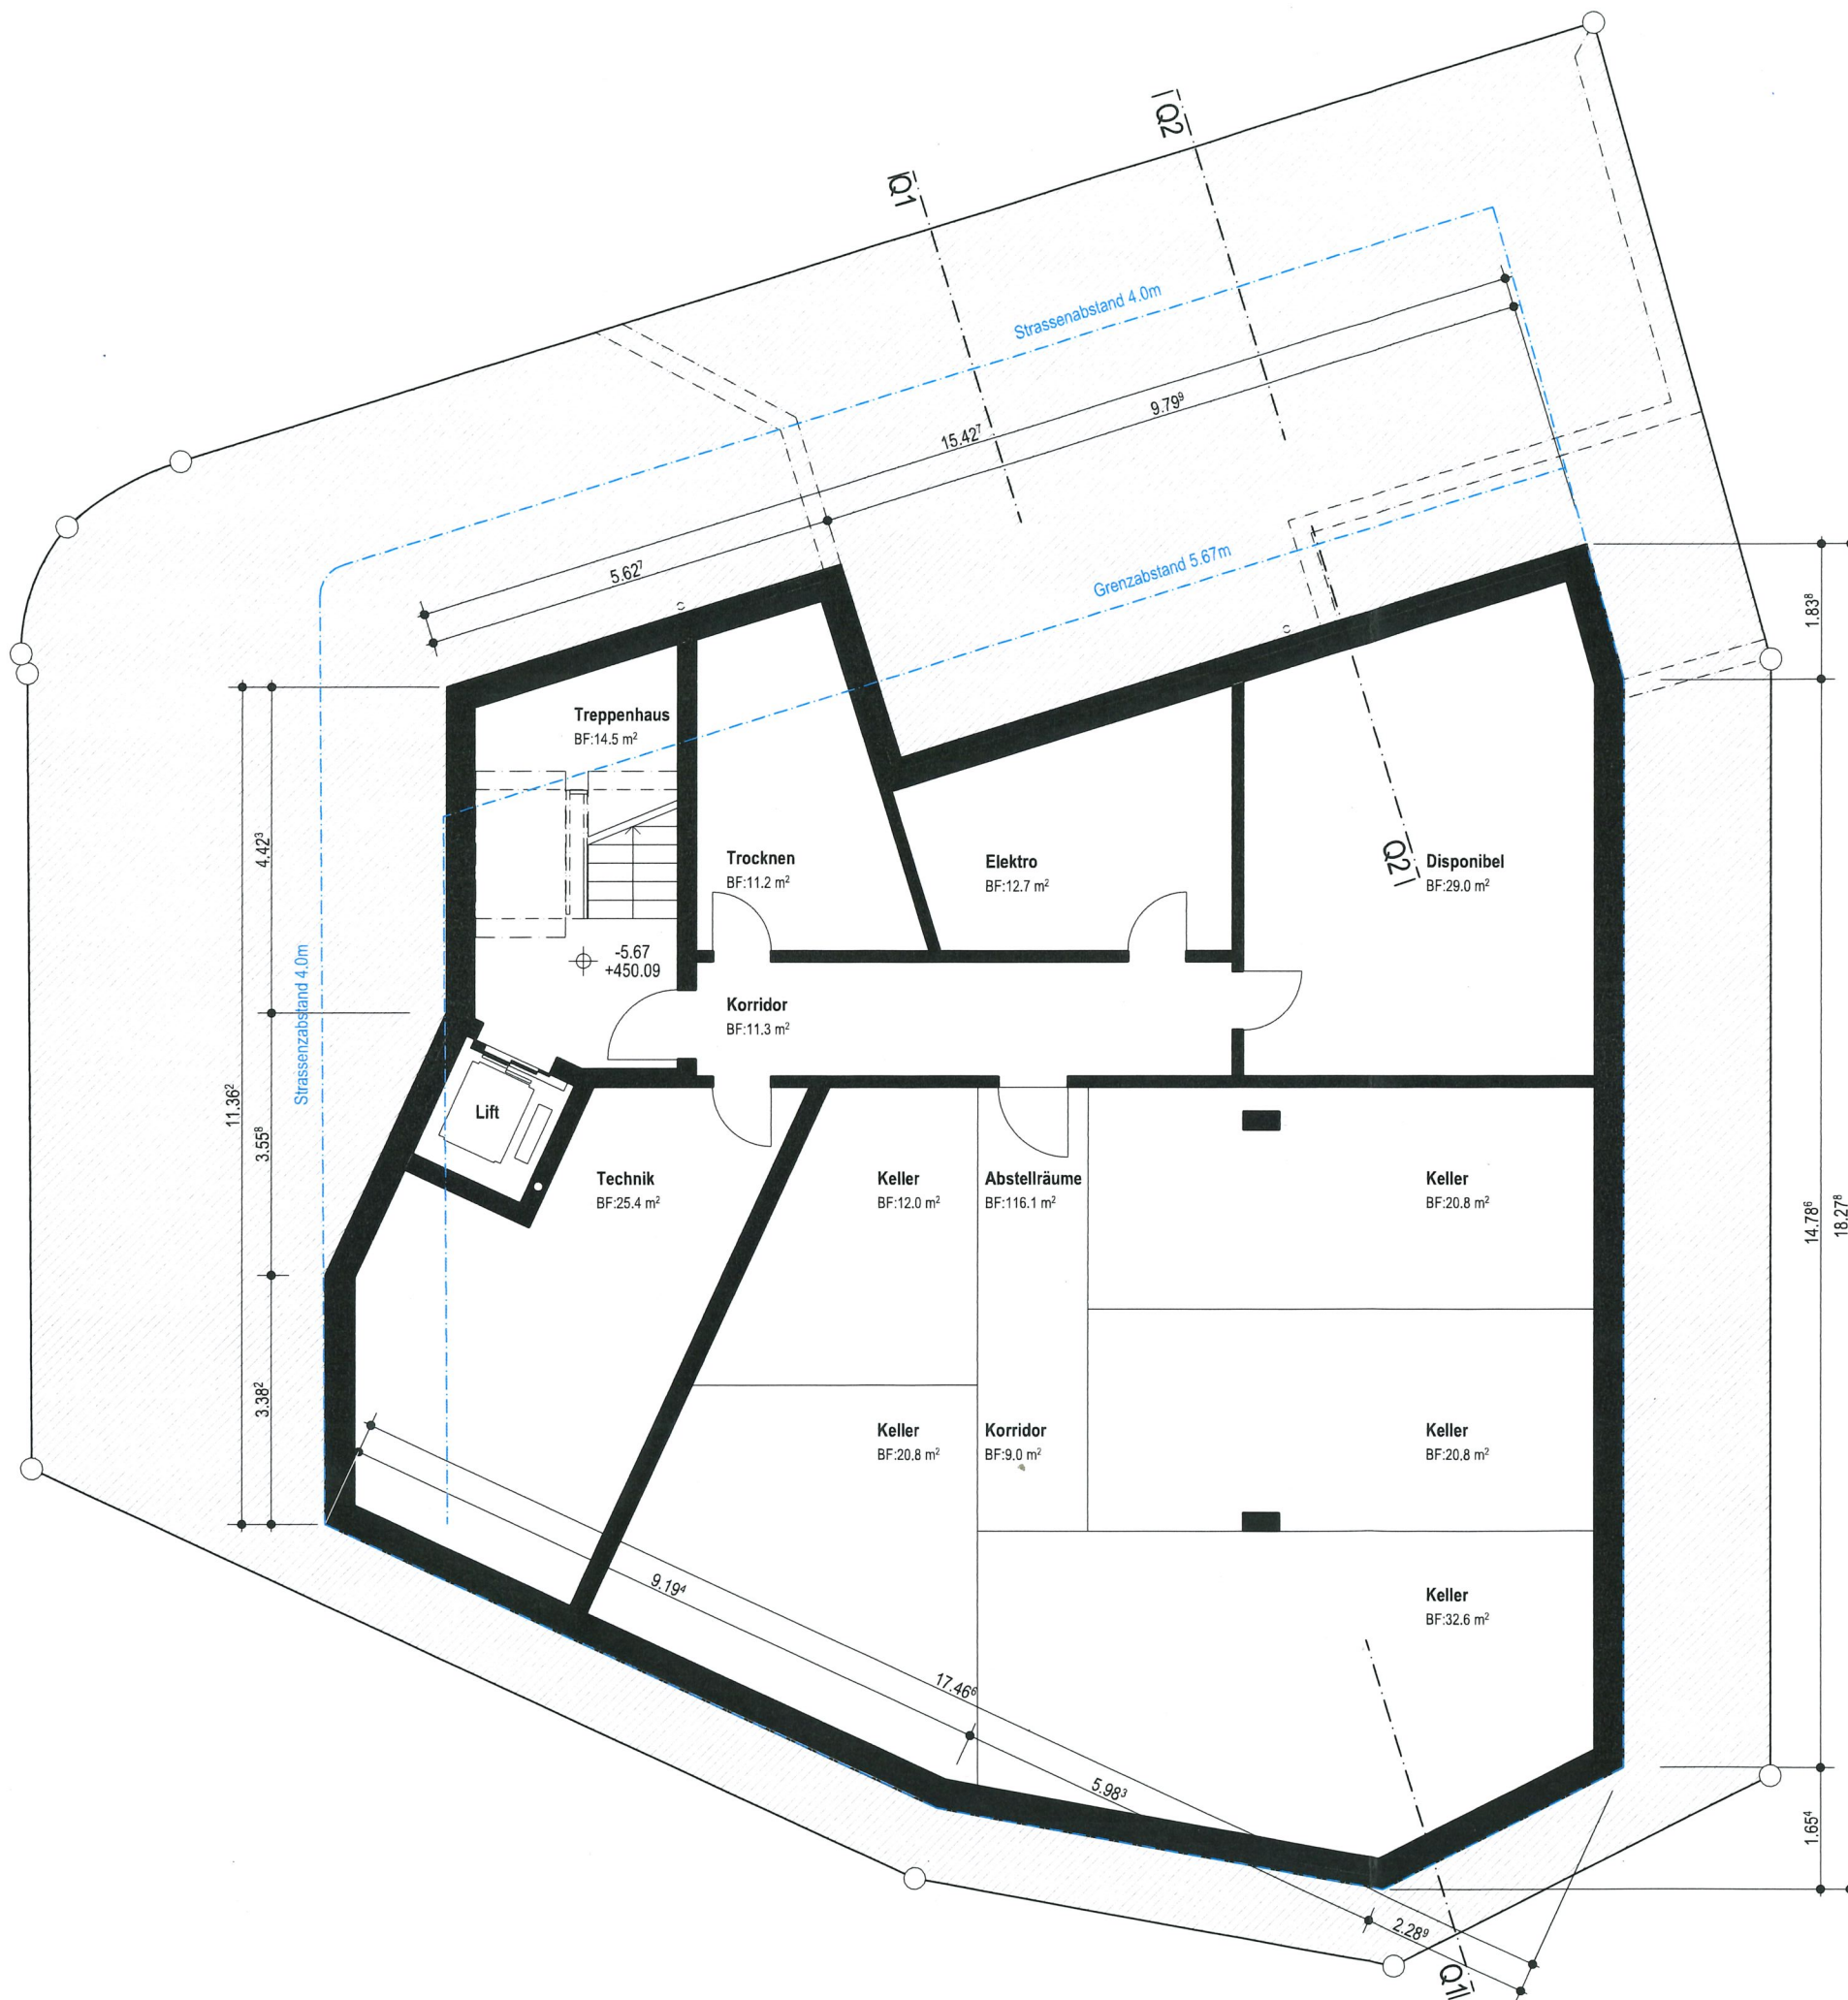 Q2
Q1
Strassenabstand 4.0m
9.79⁹
15.42⁷
5.62⁷
Grenzabstand 5.67m
1.83⁸
Treppenhaus
BF:14.5 m²
4.42³
Trocknen
BF:11.2 m²
Elektro
BF:12.7 m²
Q2
Disponibel
BF:29.0 m²
-5.67
+450.09
Strassenzabstand 4.0m
Korridor
BF:11.3 m²
11.36²
3.55⁸
Lift
Technik
BF:25.4 m²
Keller
BF:12.0 m²
Abstellräume
BF:116.1 m²
Keller
BF:20.8 m²
14.78⁶
18.27⁸
3.38²
Keller
BF:20.8 m²
Korridor
BF:9.0 m²
Keller
BF:20.8 m²
9.19⁴
Keller
BF:32.6 m²
17.46⁶
5.98³
1.65⁴
2.28⁹
Q1